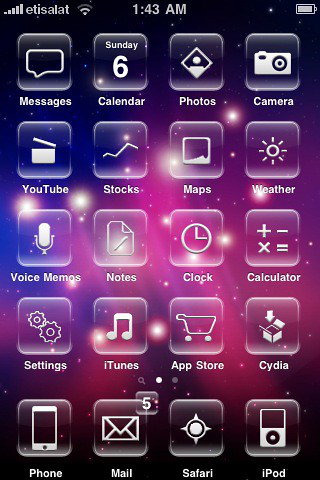 etisalat 1:43 AM
Sunday
6
Messages Calendar Photos Camera
YouTube Stocks Maps Weather
Voice Memos Notes Clock Calculator
Settings iTunes App Store Cydia
5
Phone Mail Safari iPod